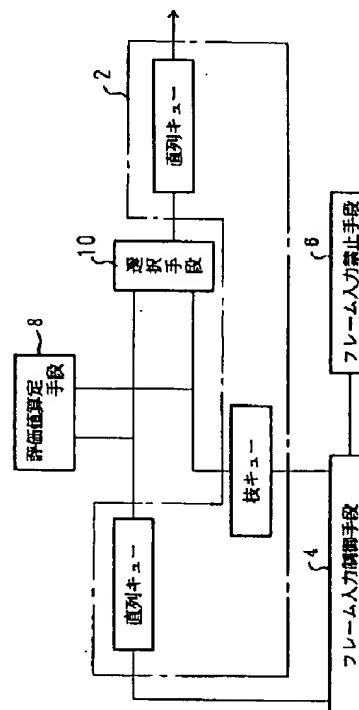 評価値算定
手段
8
直列キュー
枝キュー
選択
手段
10
直列キュー
2
フレーム入力制御手段
4
フレーム入力禁止手段
6